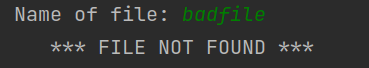 Name of file: badfile
*** FILE NOT FOUND ***